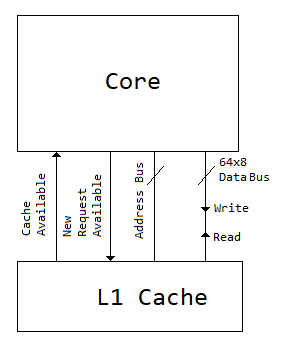 Core
64x8
Data Bus
Cache
Available
New
Request
Available
Address Bus
Write
Read
L1 Cache